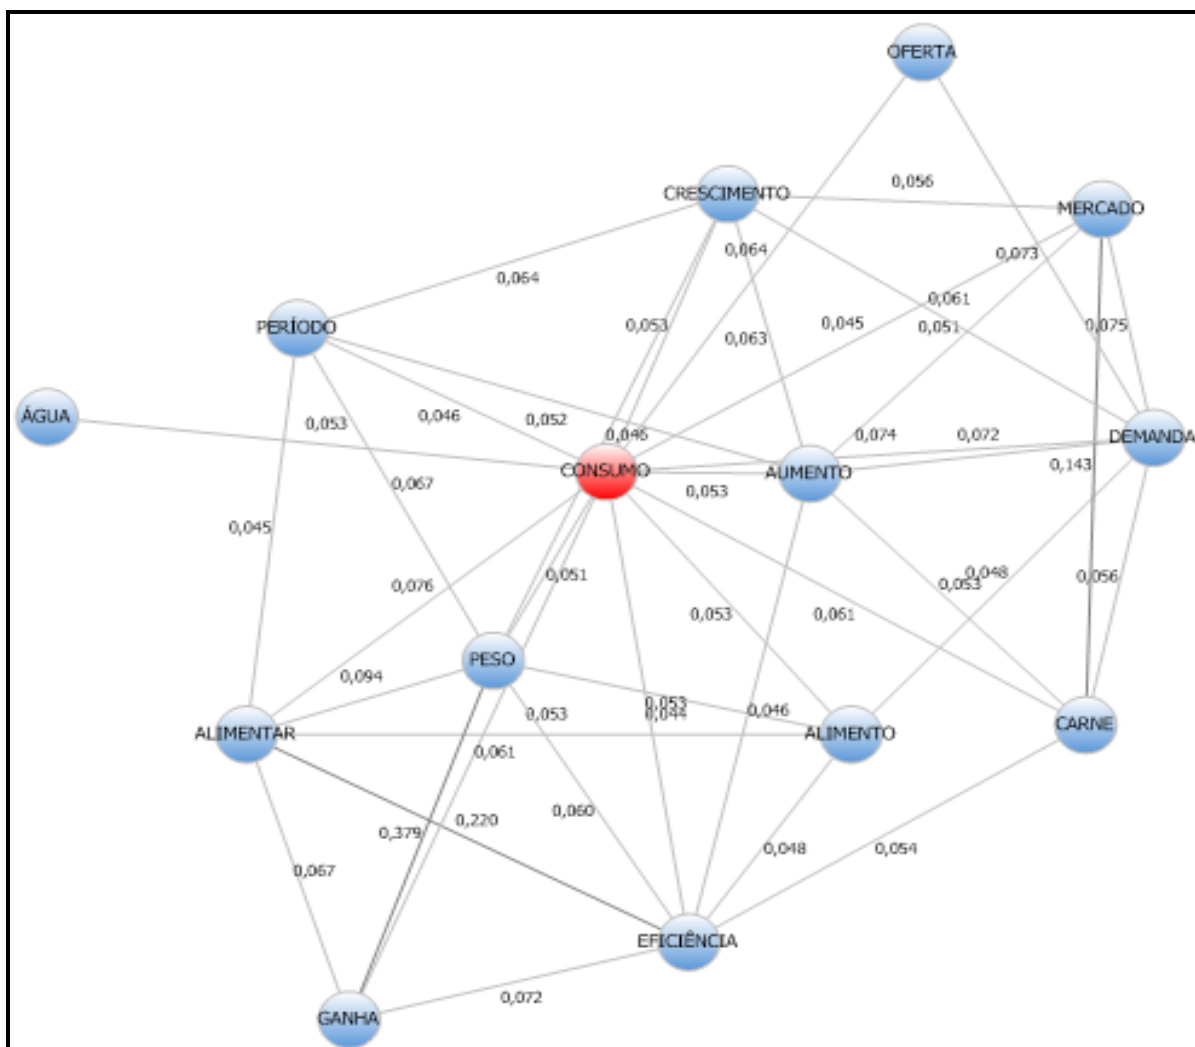 OFERTA
CRESCIMENTO
0,056
MERCADO
0,064
0,073
0,064
0,061
PERÍODO
0,053
0,063
0,045
0,051
0,075
ÁGUA
0,053
0,046
0,052
0,046
0,074
0,072
DEMANDA
CONSUMO
AUMENTO
0,143
0,067
0,053
0,045
0,076
0,051
0,053
0,048
0,056
0,053
0,061
PESO
0,094
0,053
0,053
0,044
0,046
ALIMENTAR
ALIMENTO
CARNE
0,061
0,060
0,379
0,220
0,067
0,048
0,054
EFICIÊNCIA
0,072
GANHA